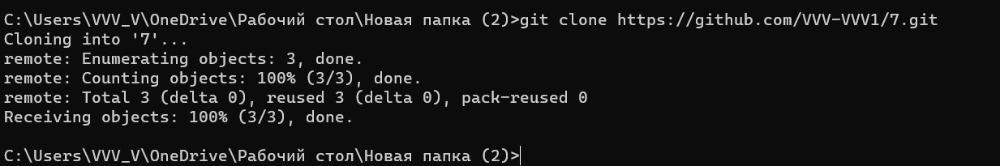 C:\Users\VVV_V\OneDrive\Рабочий стол\Новая папка (2)>git clone https://github.com/VVV-VVV1/7.git
Cloning into '7'...
remote: Enumerating objects: 3, done.
remote: Counting objects: 100% (3/3), done.
remote: Total 3 (delta 0), reused 3 (delta 0), pack-reused 0
Receiving objects: 100% (3/3), done.
C:\Users\VVV_V\OneDrive\Рабочий стол\Новая папка (2)>